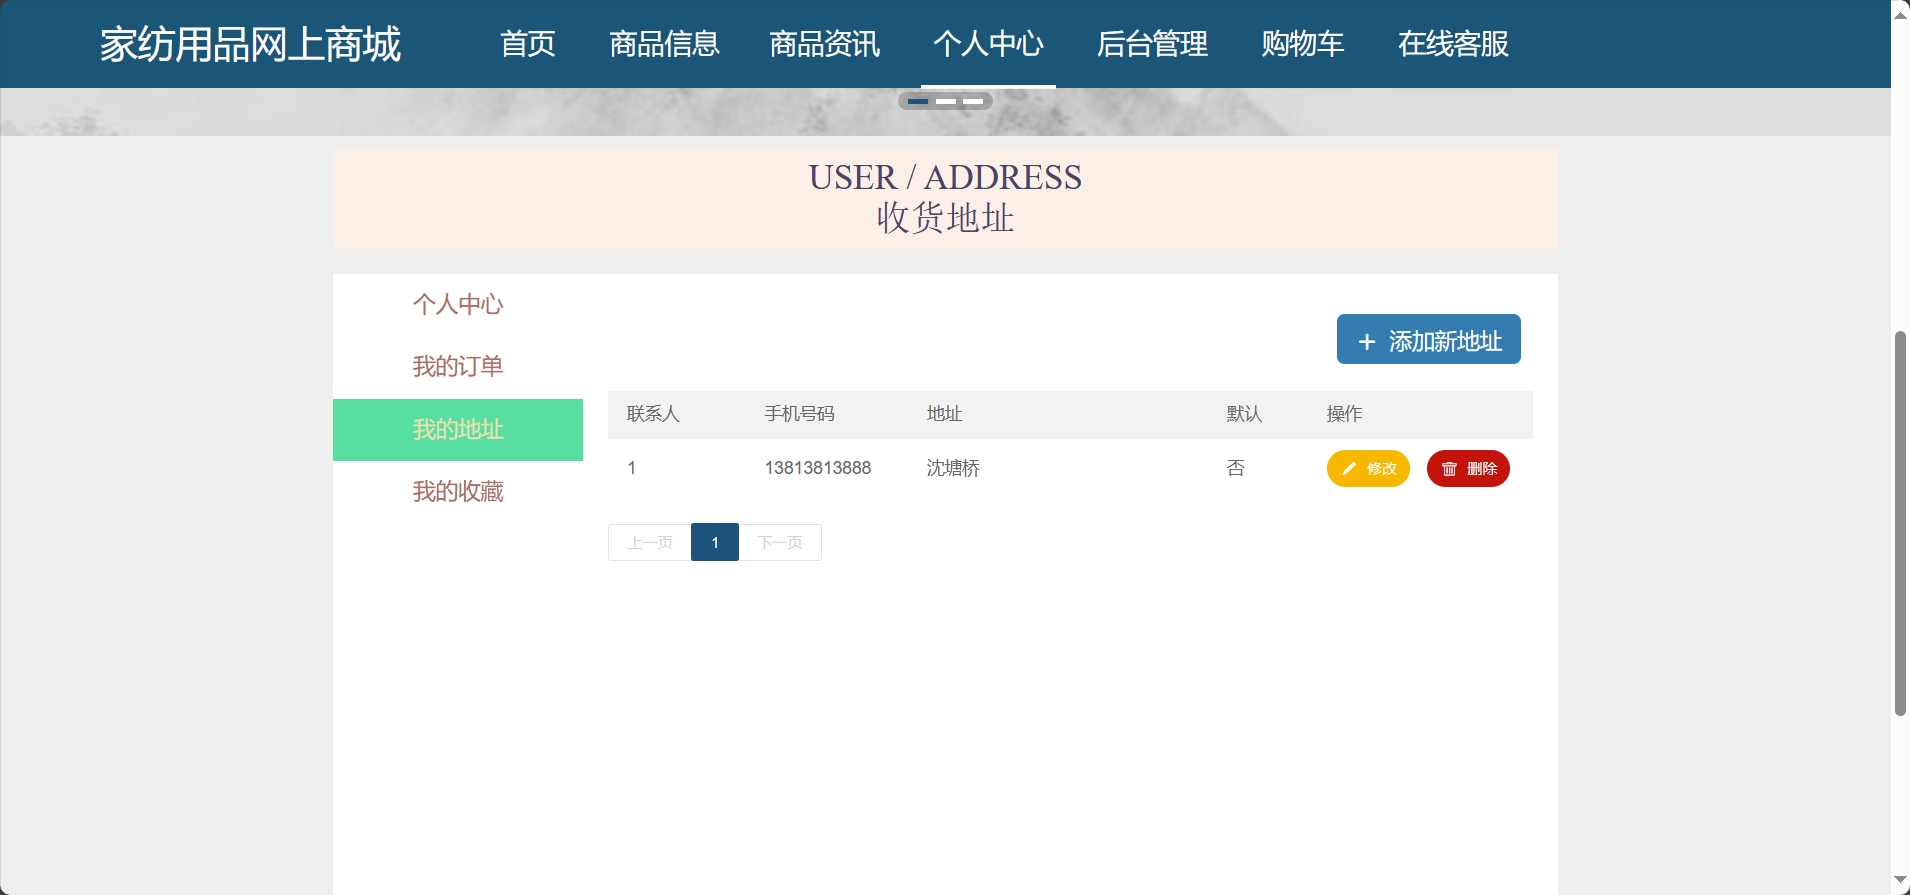 家纺用品网上商城 首页 商品信息 商品资讯 个人中心 后台管理 购物车 在线客服
USER / ADDRESS
收货地址
个人中心
我的订单
我的地址
我的收藏
添加新地址
联系人 手机号码 地址 默认 操作
1 13813813888 沈塘桥 否 修改 删除
上一页 1 下一页